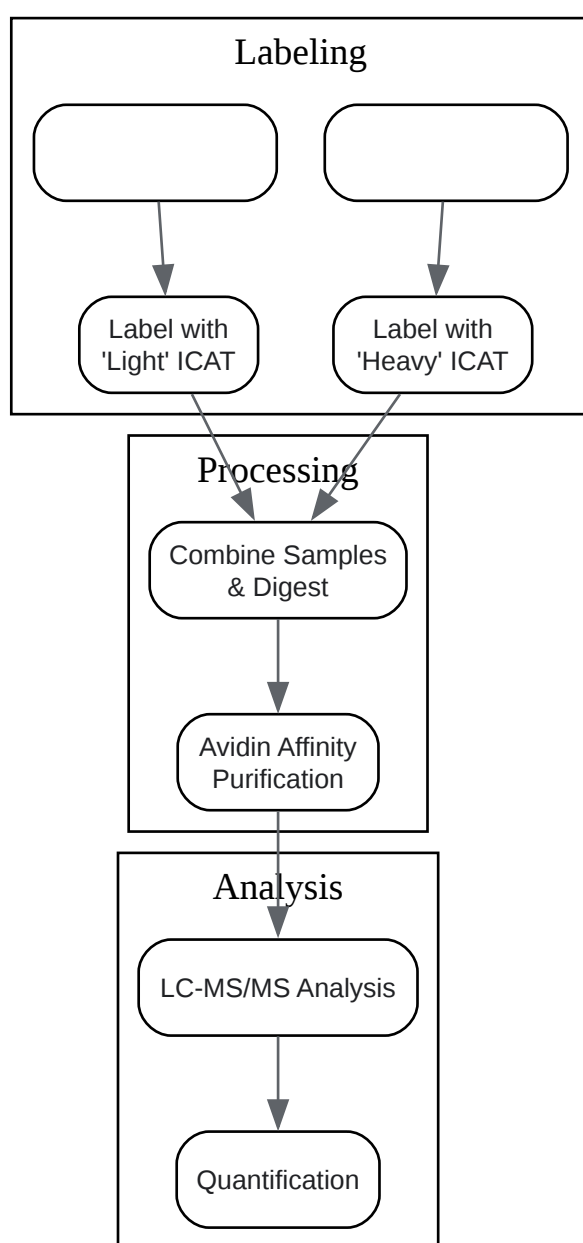 Labeling
Label with
'Light' ICAT
Label with
'Heavy' ICAT
Processing
Combine Samples
& Digest
Avidin Affinity
Purification
Analysis
LC-MS/MS Analysis
Quantification